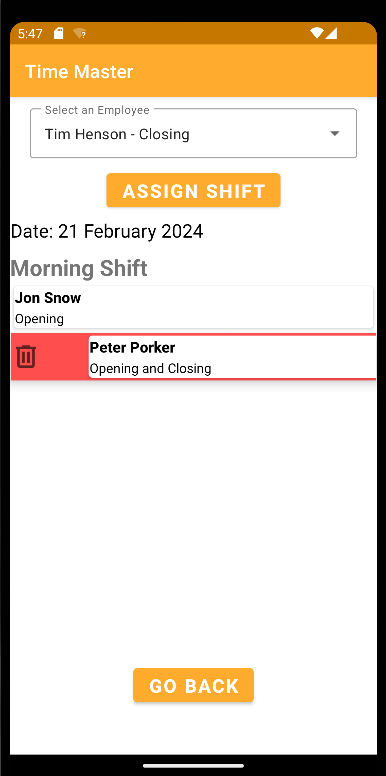 5:47
Time Master
Select an Employee
Tim Henson - Closing
ASSIGN SHIFT
Date: 21 February 2024
Morning Shift
Jon Snow
Opening
Peter Porker
Opening and Closing
GO BACK